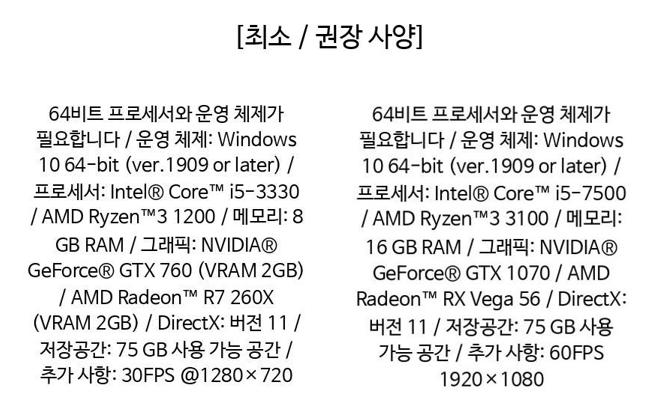 [최소 / 권장 사양]
64비트 프로세서와 운영 체제가
필요합니다 / 운영 체제: Windows
10 64-bit (ver.1909 or later) /
프로세서: Intel® Core™ i5-3330
/ AMD Ryzen™3 1200 / 메모리: 8
GB RAM / 그래픽: NVIDIA®
GeForce® GTX 760 (VRAM 2GB)
/ AMD Radeon™ R7 260X
(VRAM 2GB) / DirectX: 버전 11 /
저장공간: 75 GB 사용 가능 공간 /
추가 사항: 30FPS @1280×720
64비트 프로세서와 운영 체제가
필요합니다 / 운영 체제: Windows
10 64-bit (ver.1909 or later) /
프로세서: Intel® Core™ i5-7500
/ AMD Ryzen™3 3100 / 메모리:
16 GB RAM / 그래픽: NVIDIA®
GeForce® GTX 1070 / AMD
Radeon™ RX Vega 56 / DirectX:
버전 11 / 저장공간: 75 GB 사용
가능 공간 / 추가 사항: 60FPS
1920×1080